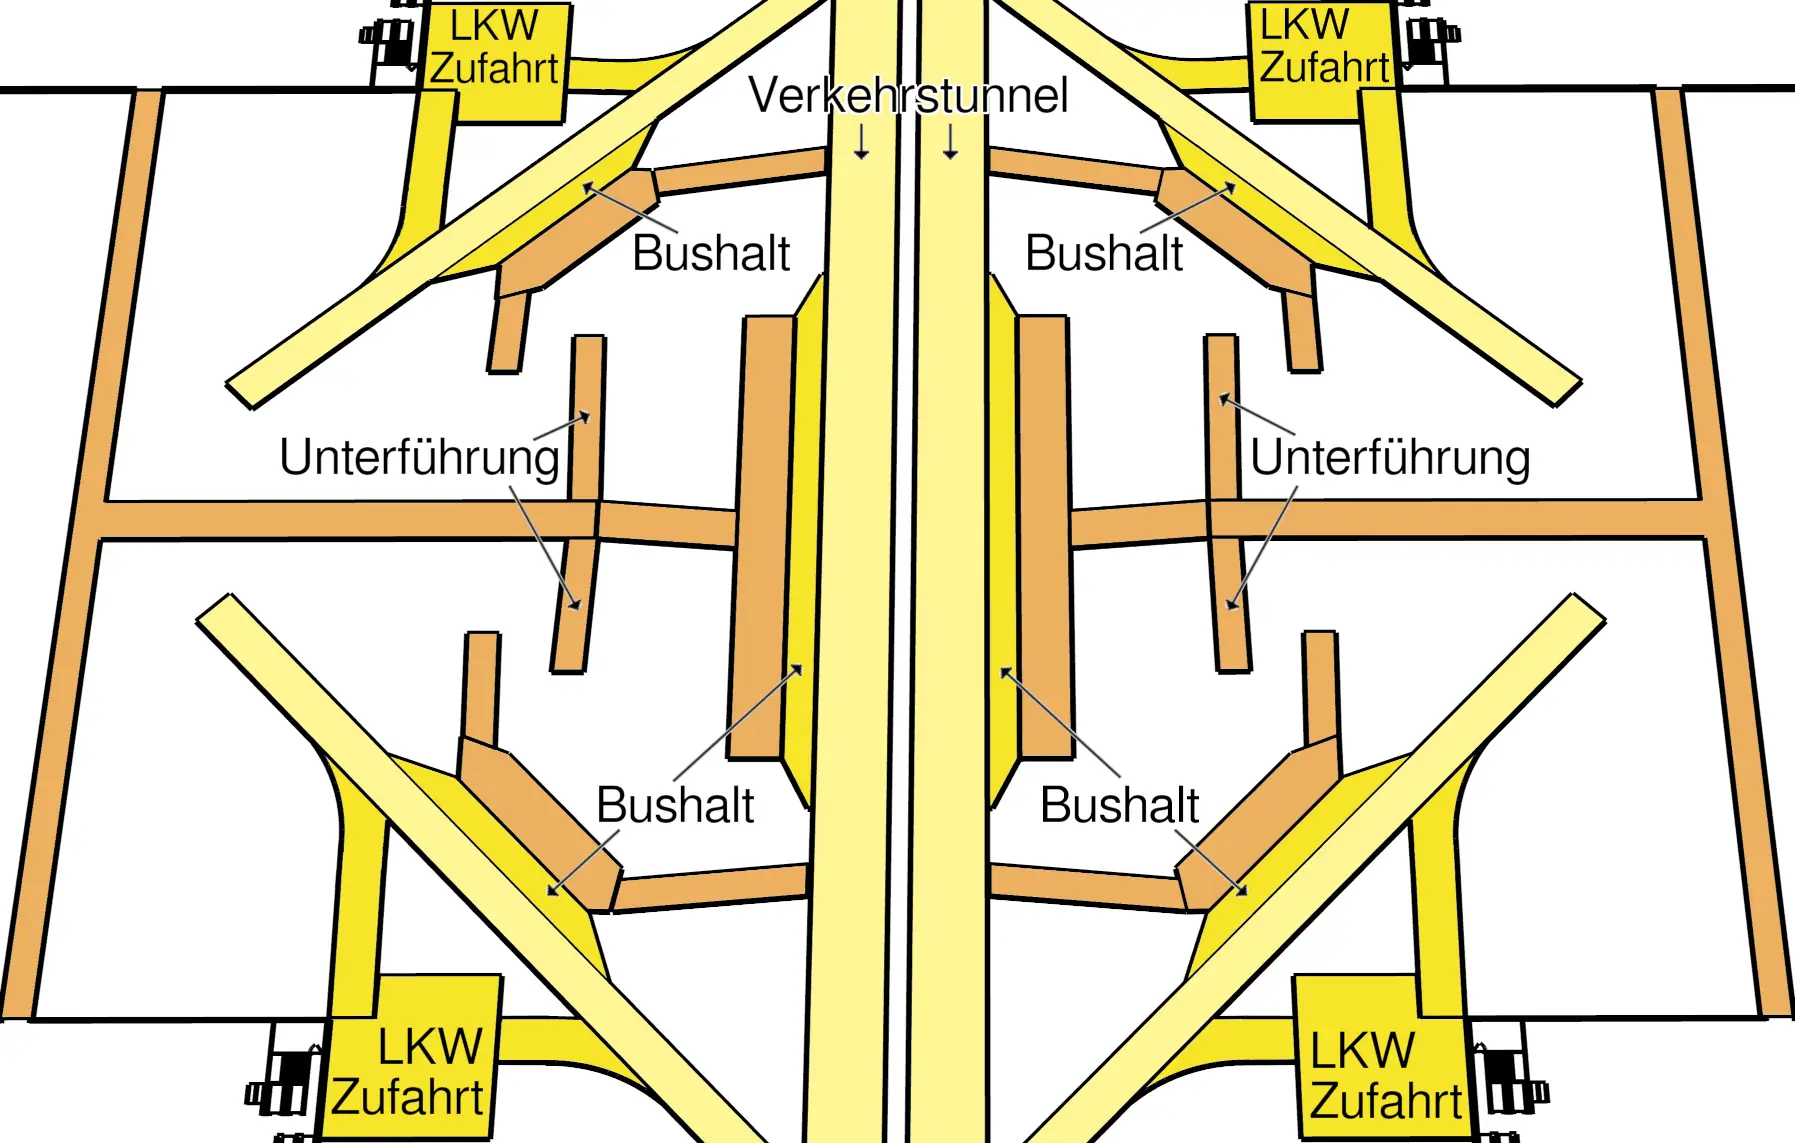 LKW
Zufahrt
LKW
Zufahrt
Verkehrstunnel
Bushalt
Bushalt
Unterführung
Unterführung
Bushalt
Bushalt
LKW
Zufahrt
LKW
Zufahrt